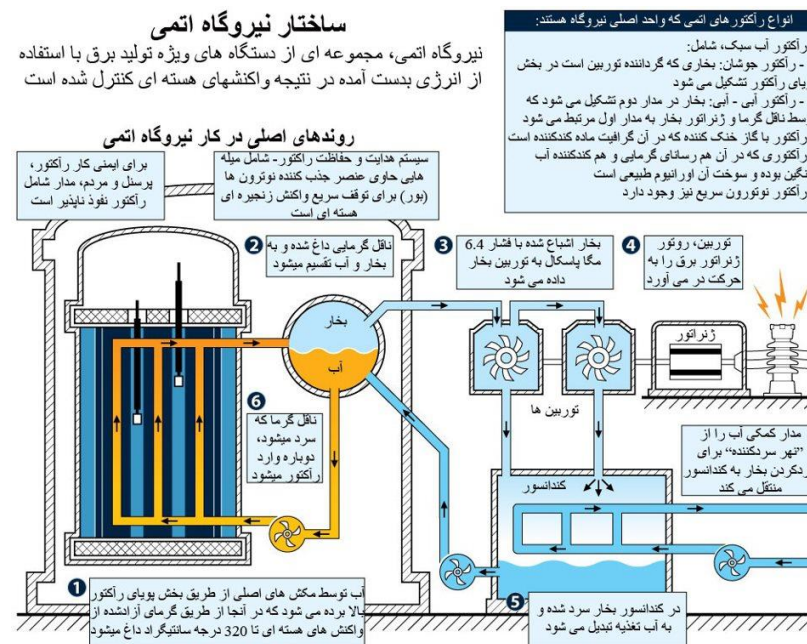 ساختار نیروگاه اتمی
نیروگاه اتمی، مجموعه ای از دستگاه های ویژه تولید برق با استفاده
از انرژی بدست آمده در نتیجه واکنشهای هسته ای کنترل شده است
انواع رآکتورهای اتمی که واحد اصلی نیروگاه هستند:
رآکتور آب سبک، شامل:
- رآکتور جوشان: بخاری که گرداننده توربین است در بخش
پویای رآکتور تشکیل می شود
- رآکتور آبی - آبی: بخار در مدار دوم تشکیل می شود که
توسط ناقل گرما و ژنراتور بخار به مدار اول مرتبط می شود
رآکتور با گاز خنک کننده که در آن گرافیت ماده کندکننده است
رآکتوری که در آن هم رسانای گرمایی و هم کندکننده آب
سنگین بوده و سوخت آن اورانیوم طبیعی است
رآکتور نوترون سریع نیز وجود دارد
روندهای اصلی در کار نیروگاه اتمی
برای ایمنی کار رآکتور،
پرسنل و مردم، مدار شامل
رآکتور نفوذ ناپذیر است
سیستم هدایت و حفاظت راکتور- شامل میله
هایی حاوی عنصر جذب کننده نوترون ها
(بور) برای توقف سریع واکنش زنجیره ای
هسته ای است
2
ناقل گرمایی داغ شده و به
بخار و آب تقسیم میشود
3
بخار اشباع شده با فشار 6.4
مگا پاسکال به توربین بخار
داده می شود
4
توربین، روتور
ژنراتور برق را به
حرکت در می آورد
بخار
آب
ژنراتور
توربین ها
6
ناقل گرما که
سرد میشود،
دوباره وارد
رآکتور میشود
مدار کمکی آب را از
"نهر سردکننده" برای
سردکردن بخار به کندانسور
منتقل می کند
کندانسور
1
آب توسط مکش های اصلی از طریق بخش پویای رآکتور
بالا برده می شود که در آنجا از طریق گرمای آزادشده از
واکنش های هسته ای تا 320 درجه سانتیگراد داغ میشود
5
در کندانسور بخار سرد شده و
به آب تغذیه تبدیل می شود